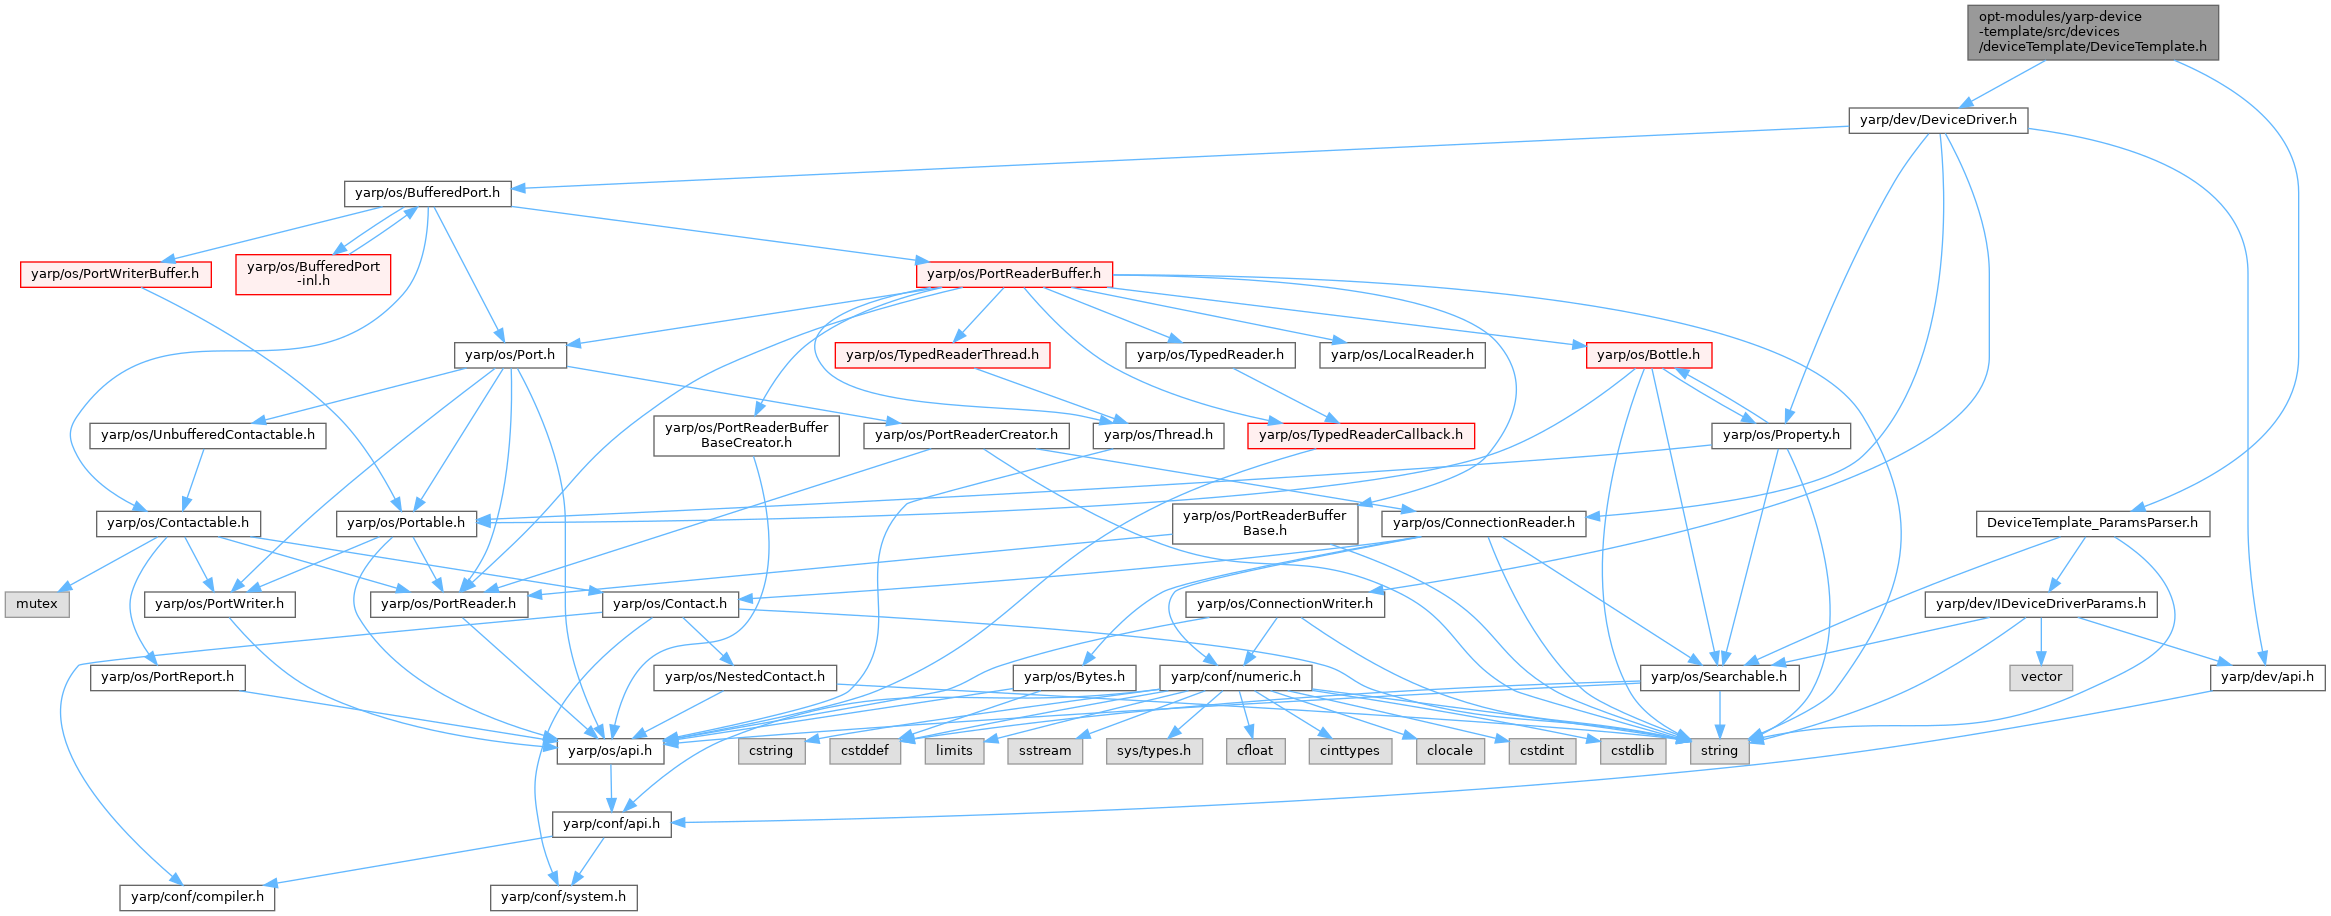 opt-modules/yarp-device
-template/src/devices
/deviceTemplate/DeviceTemplate.h
yarp/dev/DeviceDriver.h
yarp/os/BufferedPort.h
yarp/os/PortWriterBuffer.h
yarp/os/BufferedPort
-inl.h
yarp/os/PortReaderBuffer.h
yarp/os/Port.h
yarp/os/TypedReaderThread.h
yarp/os/TypedReader.h
yarp/os/LocalReader.h
yarp/os/Bottle.h
yarp/os/UnbufferedContactable.h
yarp/os/PortReaderBuffer
BaseCreator.h
yarp/os/PortReaderCreator.h
yarp/os/Thread.h
yarp/os/TypedReaderCallback.h
yarp/os/Property.h
yarp/os/Contactable.h
yarp/os/Portable.h
yarp/os/PortReaderBuffer
Base.h
yarp/os/ConnectionReader.h
DeviceTemplate_ParamsParser.h
mutex
yarp/os/PortWriter.h
yarp/os/PortReader.h
yarp/os/Contact.h
yarp/os/ConnectionWriter.h
yarp/dev/IDeviceDriverParams.h
yarp/os/PortReport.h
yarp/os/NestedContact.h
yarp/os/Bytes.h
yarp/conf/numeric.h
yarp/os/Searchable.h
vector
yarp/dev/api.h
yarp/os/api.h
cstring
cstddef
limits
sstream
sys/types.h
cfloat
cinttypes
clocale
cstdint
cstdlib
string
yarp/conf/api.h
yarp/conf/compiler.h
yarp/conf/system.h